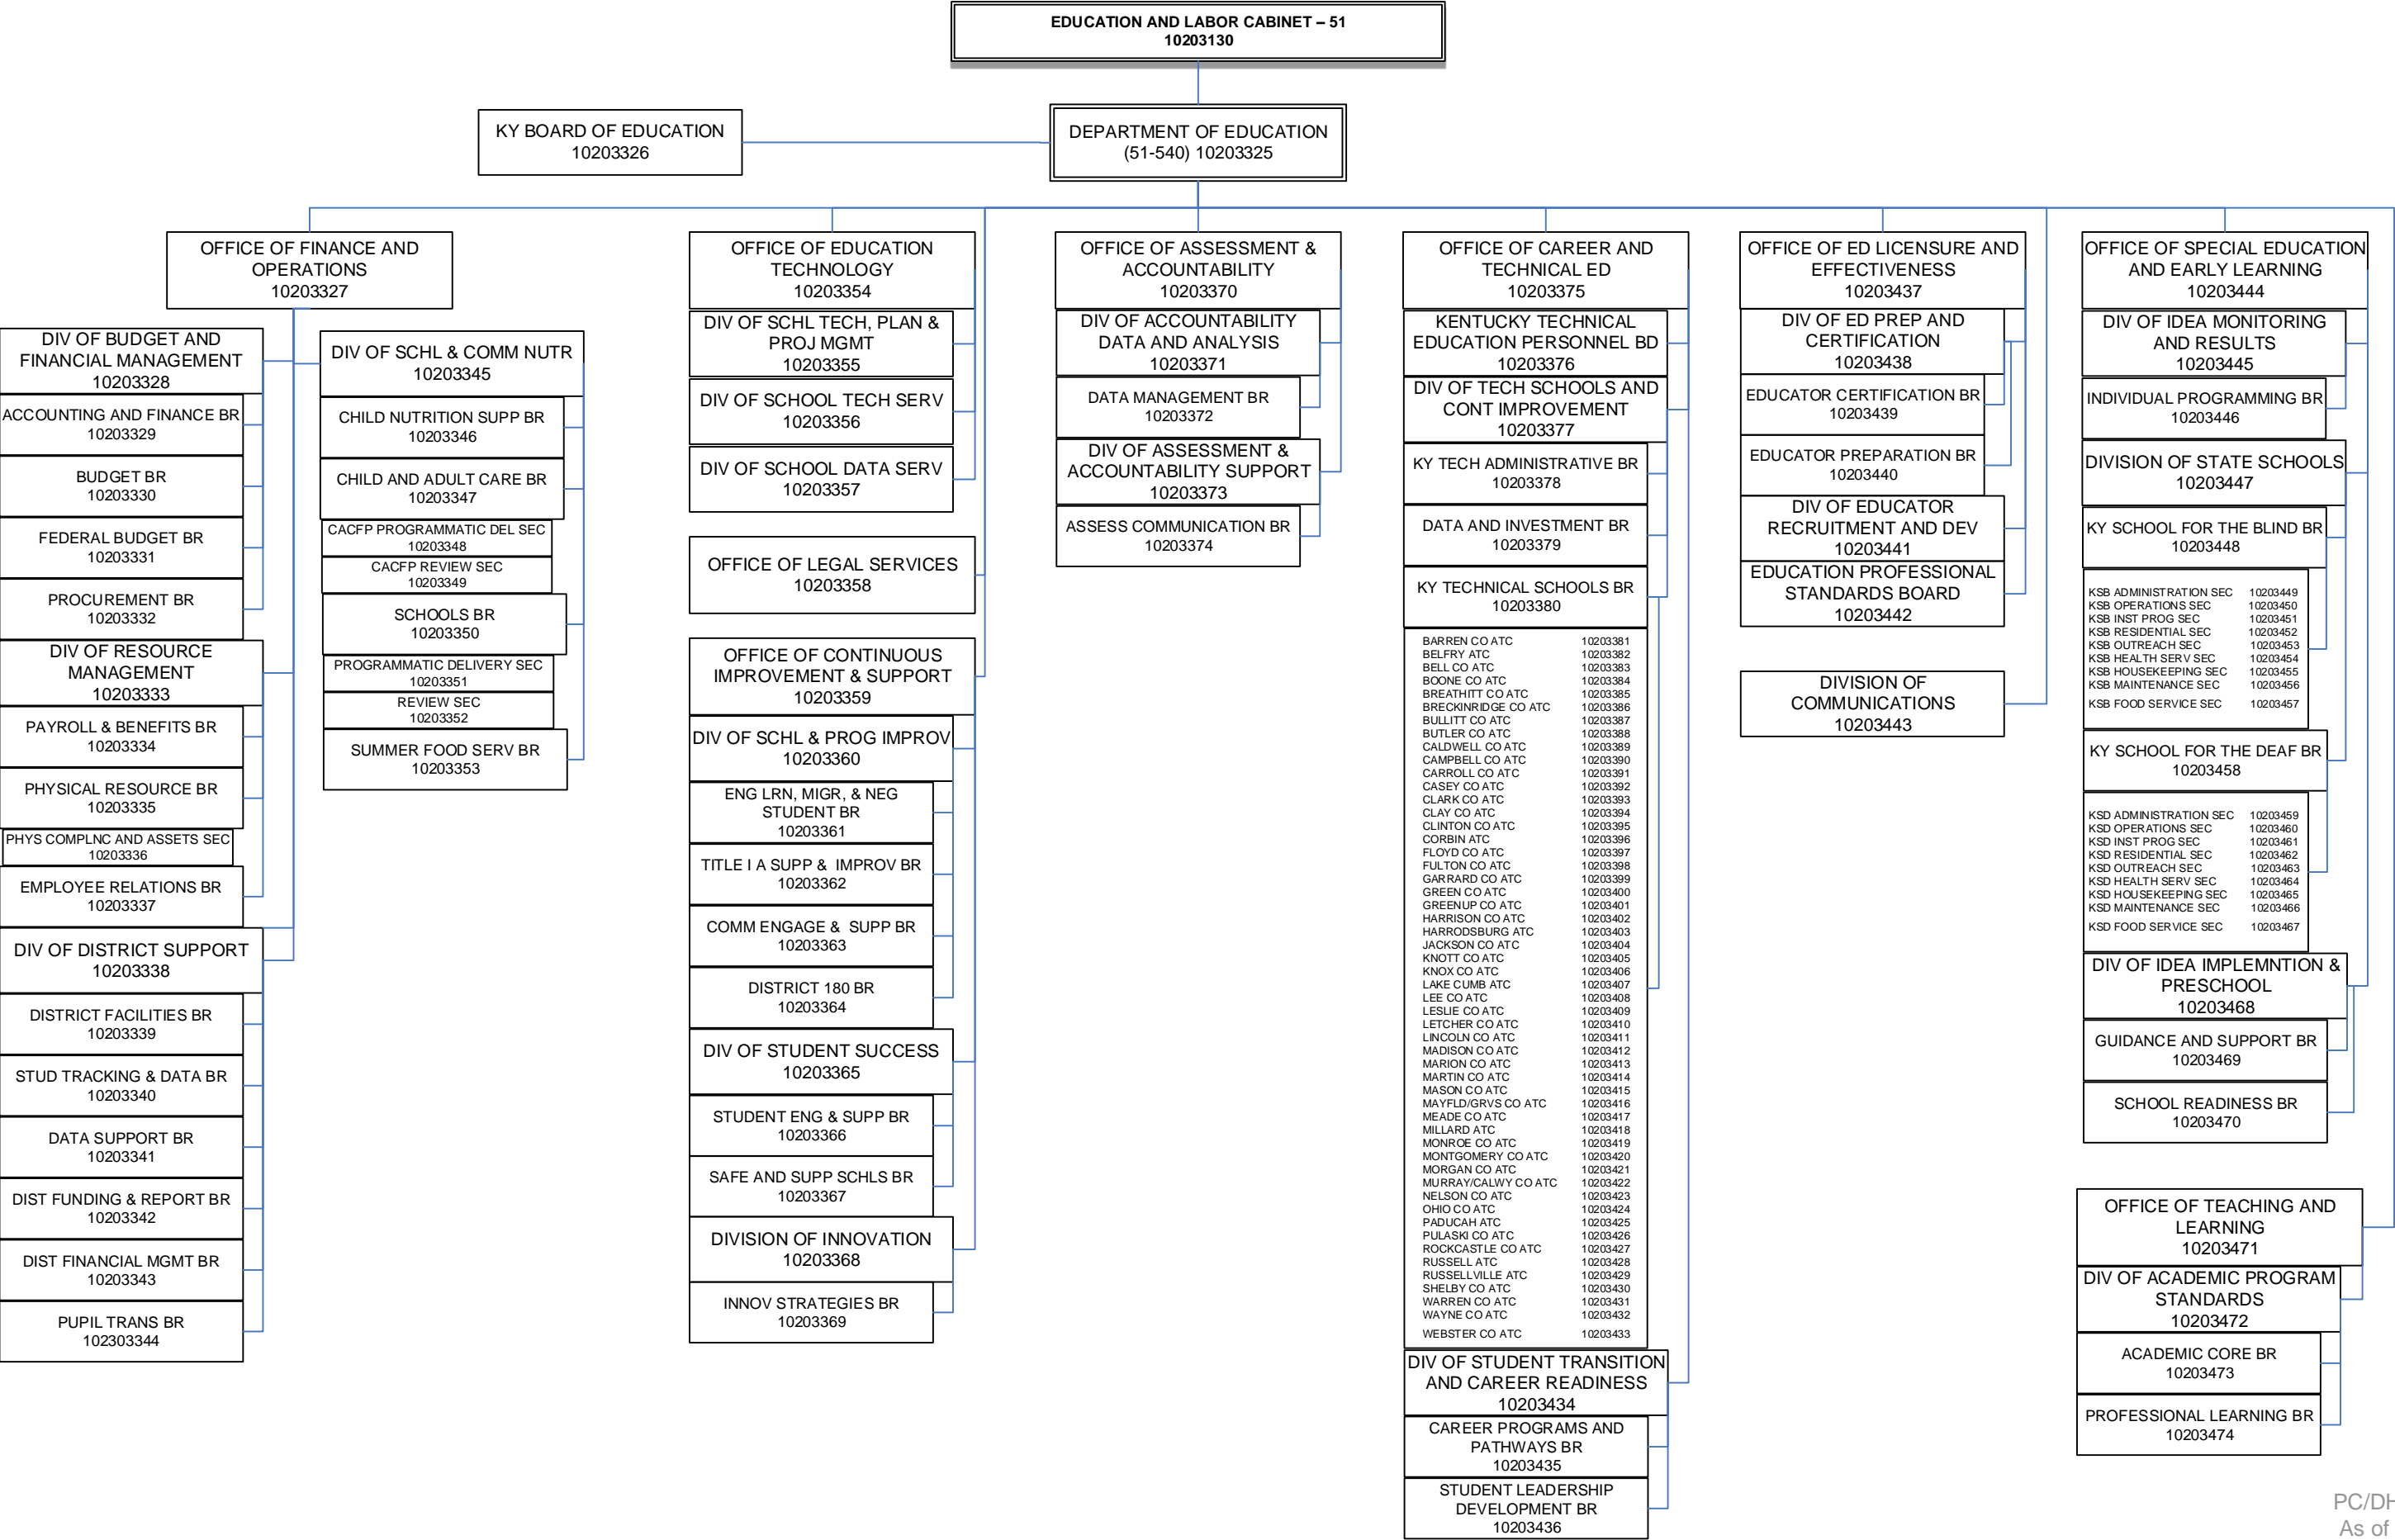 EDUCATION AND LABOR CABINET – 51
10203130
KY BOARD OF EDUCATION
10203326
DEPARTMENT OF EDUCATION
(51-540) 10203325
OFFICE OF FINANCE AND
OPERATIONS
10203327
DIV OF BUDGET AND
FINANCIAL MANAGEMENT
10203328
ACCOUNTING AND FINANCE BR
10203329
BUDGET BR
10203330
FEDERAL BUDGET BR
10203331
PROCUREMENT BR
10203332
DIV OF RESOURCE
MANAGEMENT
10203333
PAYROLL & BENEFITS BR
10203334
PHYSICAL RESOURCE BR
10203335
PHYS COMPLNC AND ASSETS SEC
10203336
EMPLOYEE RELATIONS BR
10203337
DIV OF DISTRICT SUPPORT
10203338
DISTRICT FACILITIES BR
10203339
STUD TRACKING & DATA BR
10203340
DATA SUPPORT BR
10203341
DIST FUNDING & REPORT BR
10203342
DIST FINANCIAL MGMT BR
10203343
PUPIL TRANS BR
102303344
DIV OF SCHL & COMM NUTR
10203345
CHILD NUTRITION SUPP BR
10203346
CHILD AND ADULT CARE BR
10203347
CACFP PROGRAMMATIC DEL SEC
10203348
CACFP REVIEW SEC
10203349
SCHOOLS BR
10203350
PROGRAMMATIC DELIVERY SEC
10203351
REVIEW SEC
10203352
SUMMER FOOD SERV BR
10203353
OFFICE OF EDUCATION
TECHNOLOGY
10203354
DIV OF SCHL TECH, PLAN &
PROJ MGMT
10203355
DIV OF SCHOOL TECH SERV
10203356
DIV OF SCHOOL DATA SERV
10203357
OFFICE OF LEGAL SERVICES
10203358
OFFICE OF CONTINUOUS
IMPROVEMENT & SUPPORT
10203359
DIV OF SCHL & PROG IMPROV
10203360
ENG LRN, MIGR, & NEG
STUDENT BR
10203361
TITLE I A SUPP & IMPROV BR
10203362
COMM ENGAGE & SUPP BR
10203363
DISTRICT 180 BR
10203364
DIV OF STUDENT SUCCESS
10203365
STUDENT ENG & SUPP BR
10203366
SAFE AND SUPP SCHLS BR
10203367
DIVISION OF INNOVATION
10203368
INNOV STRATEGIES BR
10203369
OFFICE OF ASSESSMENT &
ACCOUNTABILITY
10203370
DIV OF ACCOUNTABILITY
DATA AND ANALYSIS
10203371
DATA MANAGEMENT BR
10203372
DIV OF ASSESSMENT &
ACCOUNTABILITY SUPPORT
10203373
ASSESS COMMUNICATION BR
10203374
OFFICE OF CAREER AND
TECHNICAL ED
10203375
KENTUCKY TECHNICAL
EDUCATION PERSONNEL BD
10203376
DIV OF TECH SCHOOLS AND
CONT IMPROVEMENT
10203377
KY TECH ADMINISTRATIVE BR
10203378
DATA AND INVESTMENT BR
10203379
KY TECHNICAL SCHOOLS BR
10203380
BARREN CO ATC 10203381
BELFRY ATC 10203382
BELL CO ATC 10203383
BOONE CO ATC 10203384
BREATHITT CO ATC 10203385
BRECKINRIDGE CO ATC 10203386
BULLITT CO ATC 10203387
BUTLER CO ATC 10203388
CALDWELL CO ATC 10203389
CAMPBELL CO ATC 10203390
CARROLL CO ATC 10203391
CASEY CO ATC 10203392
CLARK CO ATC 10203393
CLAY CO ATC 10203394
CLINTON CO ATC 10203395
CORBIN ATC 10203396
FLOYD CO ATC 10203397
FULTON CO ATC 10203398
GARRARD CO ATC 10203399
GREEN CO ATC 10203400
GREENUP CO ATC 10203401
HARRISON CO ATC 10203402
HARRODSBURG ATC 10203403
JACKSON CO ATC 10203404
KNOTT CO ATC 10203405
KNOX CO ATC 10203406
LAKE CUMB ATC 10203407
LEE CO ATC 10203408
LESLIE CO ATC 10203409
LETCHER CO ATC 10203410
LINCOLN CO ATC 10203411
MADISON CO ATC 10203412
MARION CO ATC 10203413
MARTIN CO ATC 10203414
MASON CO ATC 10203415
MAYFLD/GRVS CO ATC 10203416
MEADE CO ATC 10203417
MILLARD ATC 10203418
MONROE CO ATC 10203419
MONTGOMERY CO ATC 10203420
MORGAN CO ATC 10203421
MURRAY/CALWY CO ATC 10203422
NELSON CO ATC 10203423
OHIO CO ATC 10203424
PADUCAH ATC 10203425
PULASKI CO ATC 10203426
ROCKCASTLE CO ATC 10203427
RUSSELL ATC 10203428
RUSSELLVILLE ATC 10203429
SHELBY CO ATC 10203430
WARREN CO ATC 10203431
WAYNE CO ATC 10203432
WEBSTER CO ATC 10203433
DIV OF STUDENT TRANSITION
AND CAREER READINESS
10203434
CAREER PROGRAMS AND
PATHWAYS BR
10203435
STUDENT LEADERSHIP
DEVELOPMENT BR
10203436
OFFICE OF ED LICENSURE AND
EFFECTIVENESS
10203437
DIV OF ED PREP AND
CERTIFICATION
10203438
EDUCATOR CERTIFICATION BR
10203439
EDUCATOR PREPARATION BR
10203440
DIV OF EDUCATOR
RECRUITMENT AND DEV
10203441
EDUCATION PROFESSIONAL
STANDARDS BOARD
10203442
DIVISION OF
COMMUNICATIONS
10203443
OFFICE OF SPECIAL EDUCATION
AND EARLY LEARNING
10203444
DIV OF IDEA MONITORING
AND RESULTS
10203445
INDIVIDUAL PROGRAMMING BR
10203446
DIVISION OF STATE SCHOOLS
10203447
KY SCHOOL FOR THE BLIND BR
10203448
KSB ADMINISTRATION SEC 10203449
KSB OPERATIONS SEC 10203450
KSB INST PROG SEC 10203451
KSB RESIDENTIAL SEC 10203452
KSB OUTREACH SEC 10203453
KSB HEALTH SERV SEC 10203454
KSB HOUSEKEEPING SEC 10203455
KSB MAINTENANCE SEC 10203456
KSB FOOD SERVICE SEC 10203457
KY SCHOOL FOR THE DEAF BR
10203458
KSD ADMINISTRATION SEC 10203459
KSD OPERATIONS SEC 10203460
KSD INST PROG SEC 10203461
KSD RESIDENTIAL SEC 10203462
KSD OUTREACH SEC 10203463
KSD HEALTH SERV SEC 10203464
KSD HOUSEKEEPING SEC 10203465
KSD MAINTENANCE SEC 10203466
KSD FOOD SERVICE SEC 10203467
DIV OF IDEA IMPLEMNTION &
PRESCHOOL
10203468
GUIDANCE AND SUPPORT BR
10203469
SCHOOL READINESS BR
10203470
OFFICE OF TEACHING AND
LEARNING
10203471
DIV OF ACADEMIC PROGRAM
STANDARDS
10203472
ACADEMIC CORE BR
10203473
PROFESSIONAL LEARNING BR
10203474
PC/DH
As of